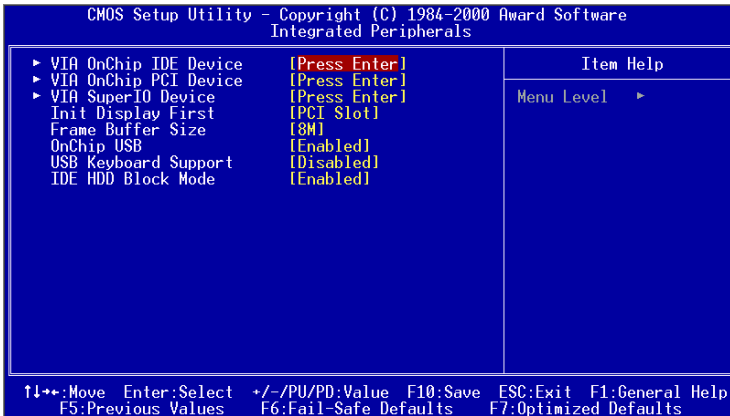 CMOS Setup Utility - Copyright (C) 1984-2000 Award Software
Integrated Peripherals
► VIA OnChip IDE Device [Press Enter]
► VIA OnChip PCI Device [Press Enter]
► VIA SuperIO Device [Press Enter]
Init Display First [PCI Slot]
Frame Buffer Size [8M]
OnChip USB [Enabled]
USB Keyboard Support [Disabled]
IDE HDD Block Mode [Enabled]
Item Help
Menu Level ►
↑↓→←:Move Enter:Select +/-/PU/PD:Value F10:Save ESC:Exit F1:General Help
F5:Previous Values F6:Fail-Safe Defaults F7:Optimized Defaults